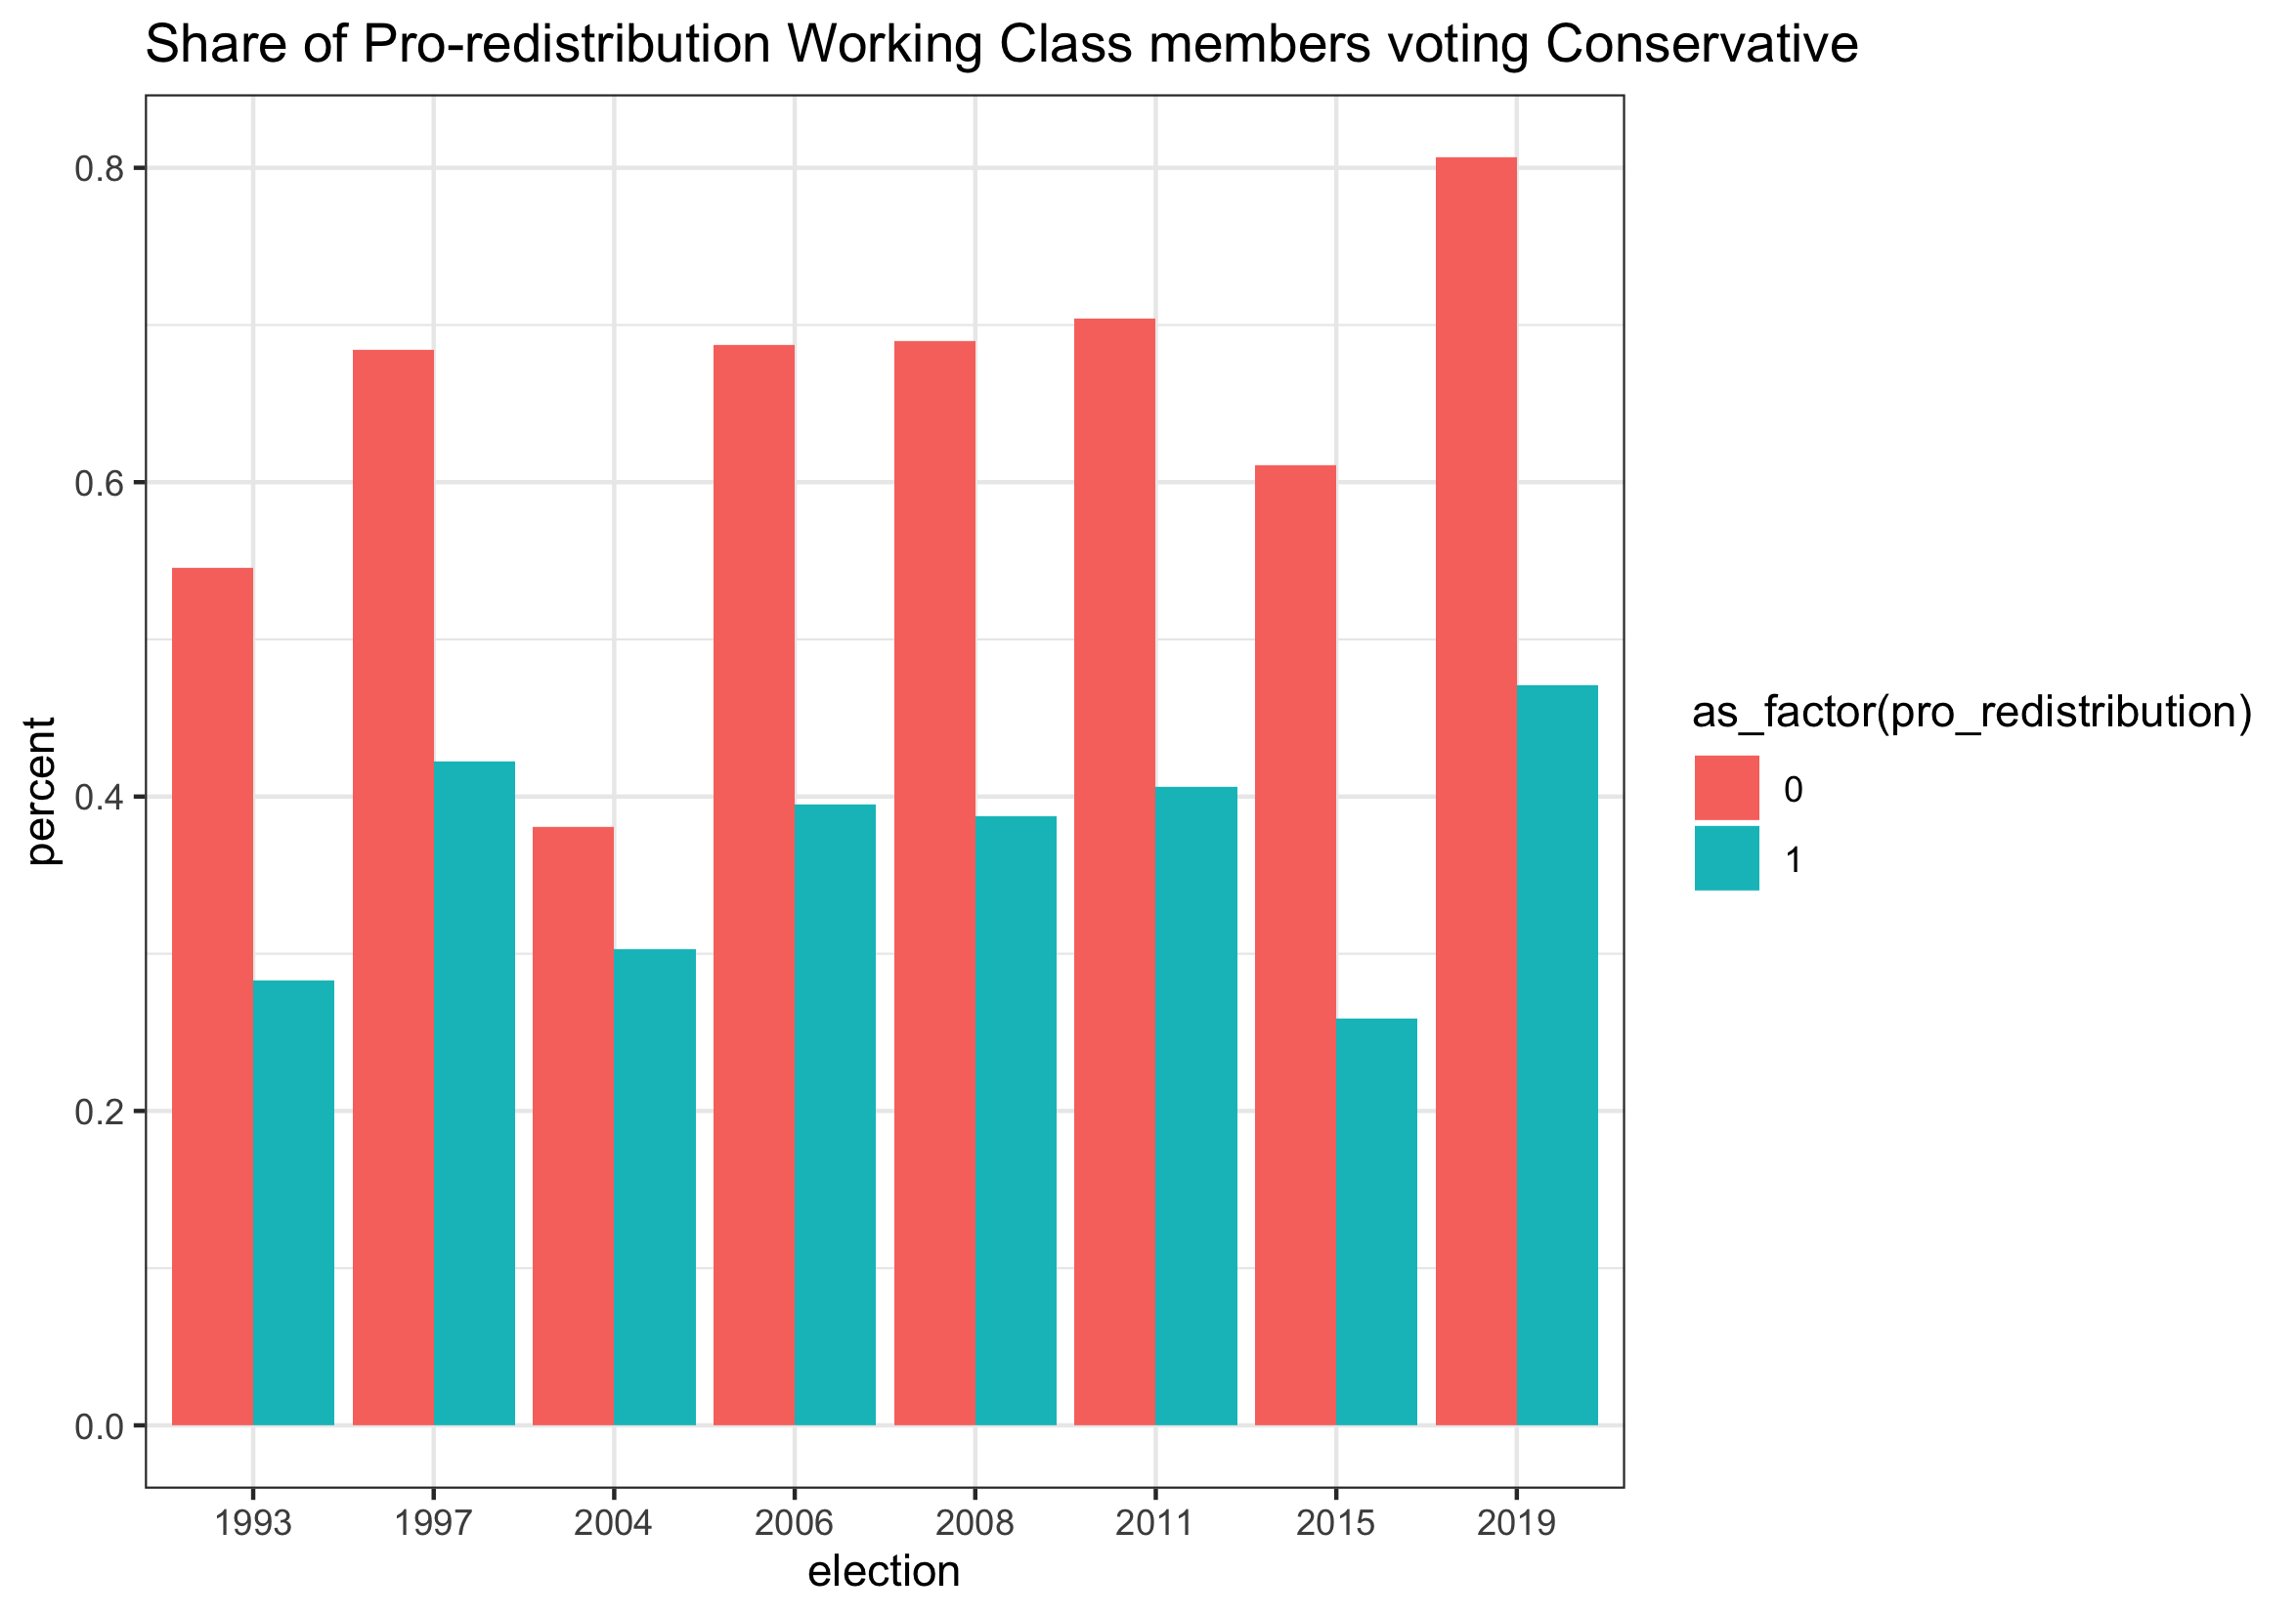 Share of Pro-redistribution Working Class members voting Conservative
percent
0.8
0.6
0.4
0.2
0.0
1993 1997 2004 2006 2008 2011 2015 2019
election
as_factor(pro_redistribution)
0
1